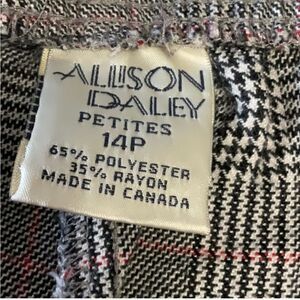 ALLISON
DALEY
PETITES
14P
65% POLYESTER
35% RAYON
MADE IN CANADA